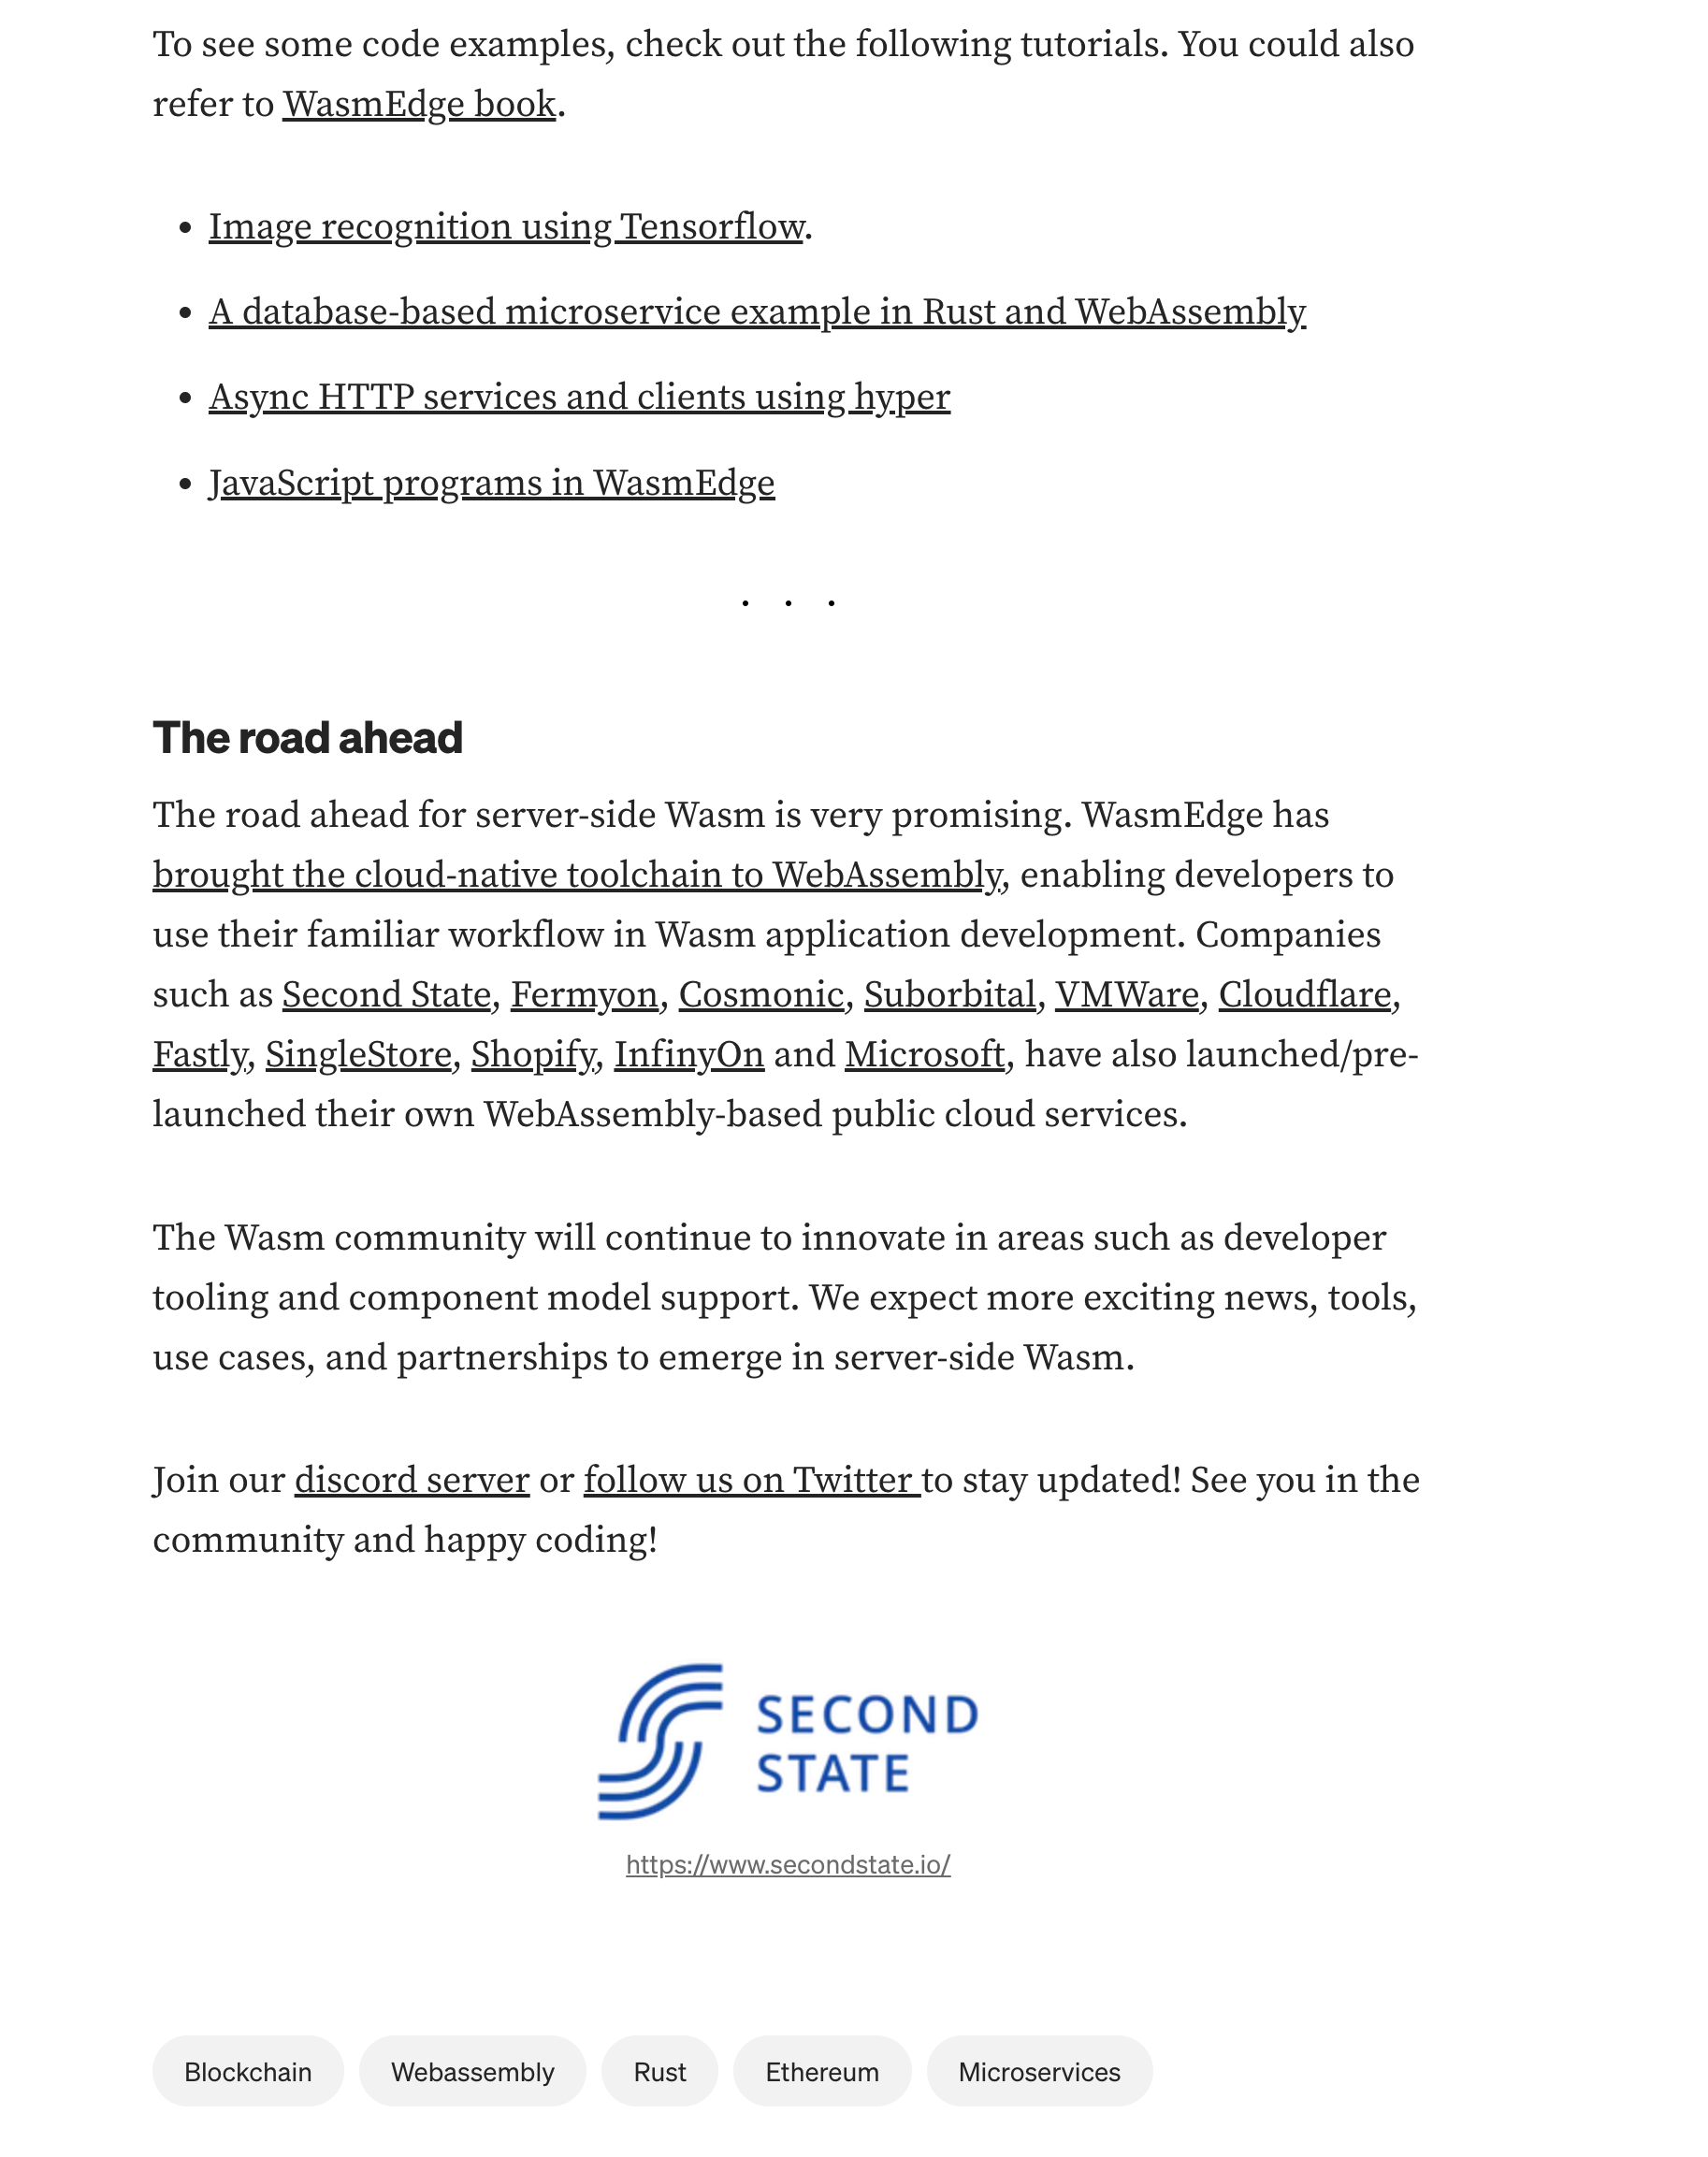 To see some code examples, check out the following tutorials. You could also
refer to WasmEdge book.
• Image recognition using Tensorflow.
• A database-based microservice example in Rust and WebAssembly
• Async HTTP services and clients using hyper
• JavaScript programs in WasmEdge
. . .
The road ahead
The road ahead for server-side Wasm is very promising. WasmEdge has
brought the cloud-native toolchain to WebAssembly, enabling developers to
use their familiar workflow in Wasm application development. Companies
such as Second State, Fermyon, Cosmonic, Suborbital, VMWare, Cloudflare,
Fastly, SingleStore, Shopify, InfinyOn and Microsoft, have also launched/pre-
launched their own WebAssembly-based public cloud services.
The Wasm community will continue to innovate in areas such as developer
tooling and component model support. We expect more exciting news, tools,
use cases, and partnerships to emerge in server-side Wasm.
Join our discord server or follow us on Twitter to stay updated! See you in the
community and happy coding!
SECOND
STATE
https://www.secondstate.io/
Blockchain Webassembly Rust Ethereum Microservices